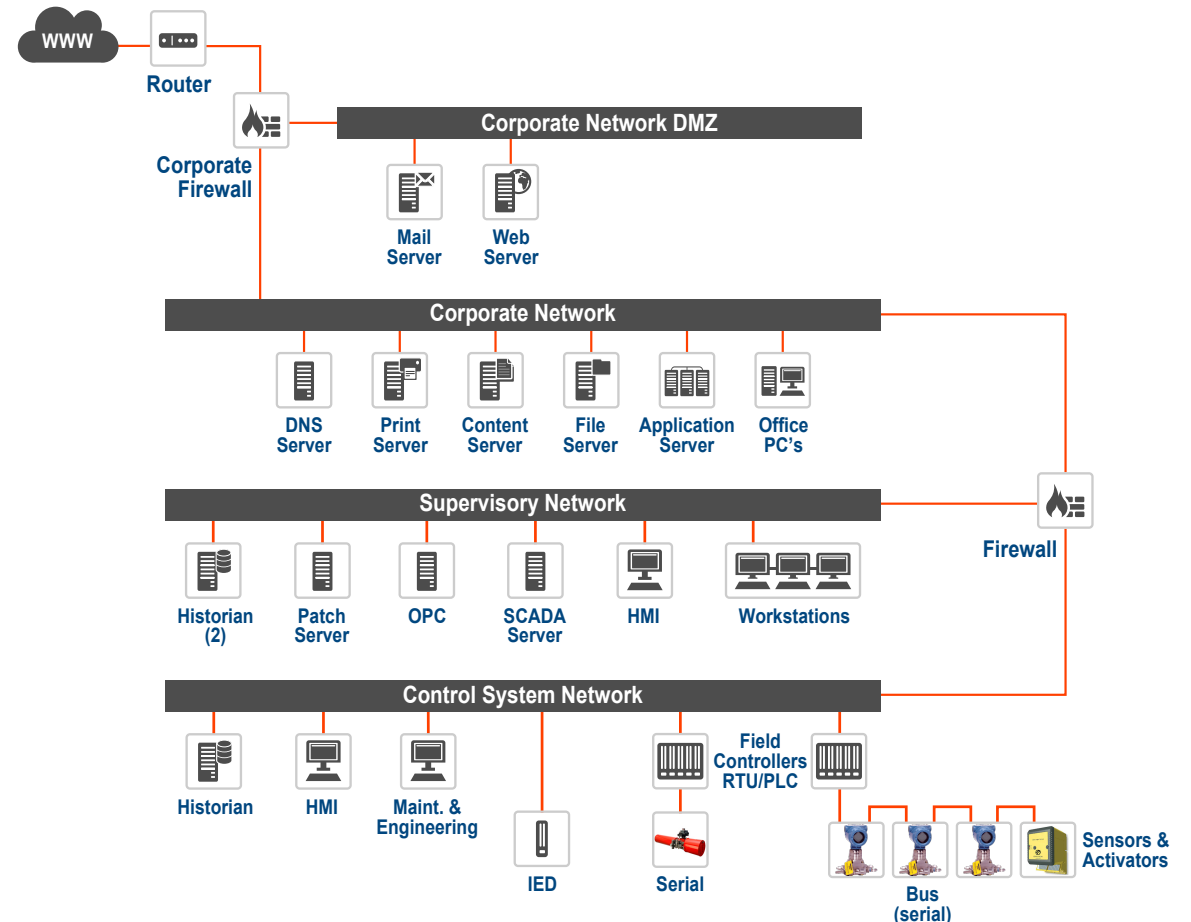 WWW
Router
Corporate Network DMZ
Corporate
Firewall
Mail
Server
Web
Server
Corporate Network
DNS
Server
Print
Server
Content
Server
File
Server
Application
Server
Office
PC's
Supervisory Network
Firewall
Historian
(2)
Patch
Server
OPC
SCADA
Server
HMI
Workstations
Control System Network
Historian
HMI
Maint. &
Engineering
IED
Serial
Field
Controllers
RTU/PLC
Bus
(serial)
Sensors &
Activators